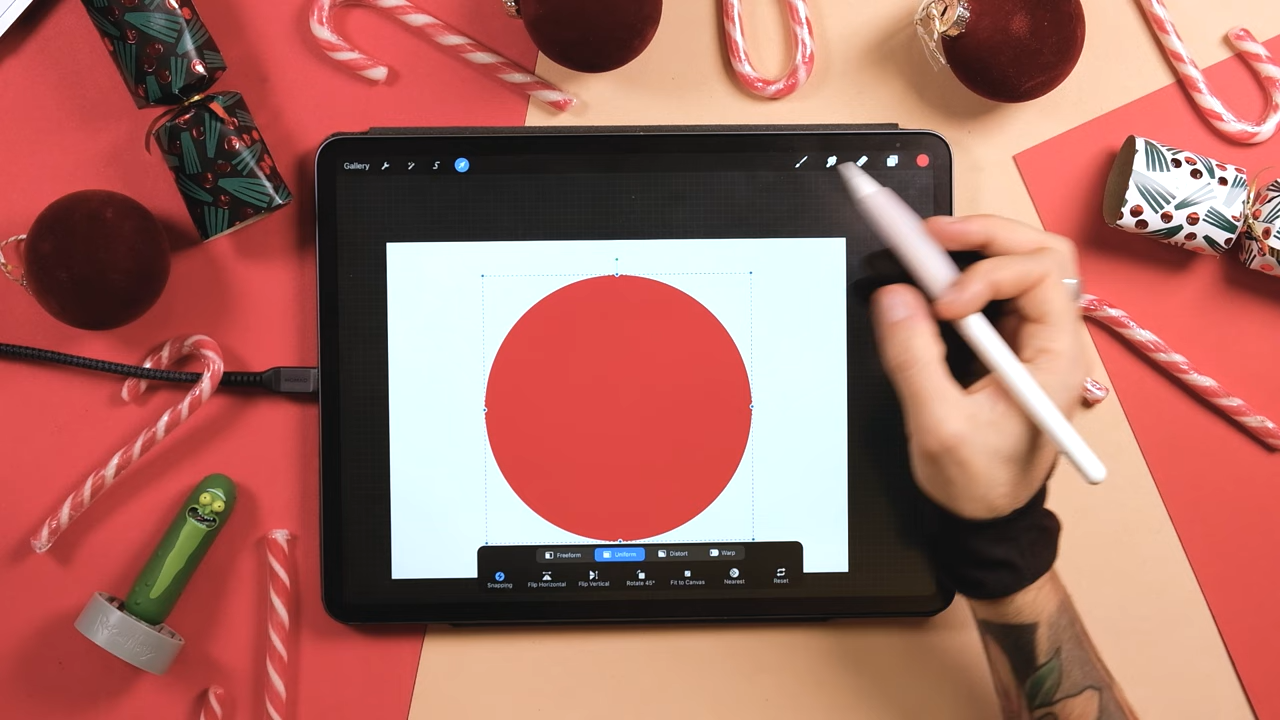 Gallery
Freeform Uniform Distort Warp
Snapping Flip Horizontal Flip Vertical Rotate 45° Fit to Canvas Nearest Reset